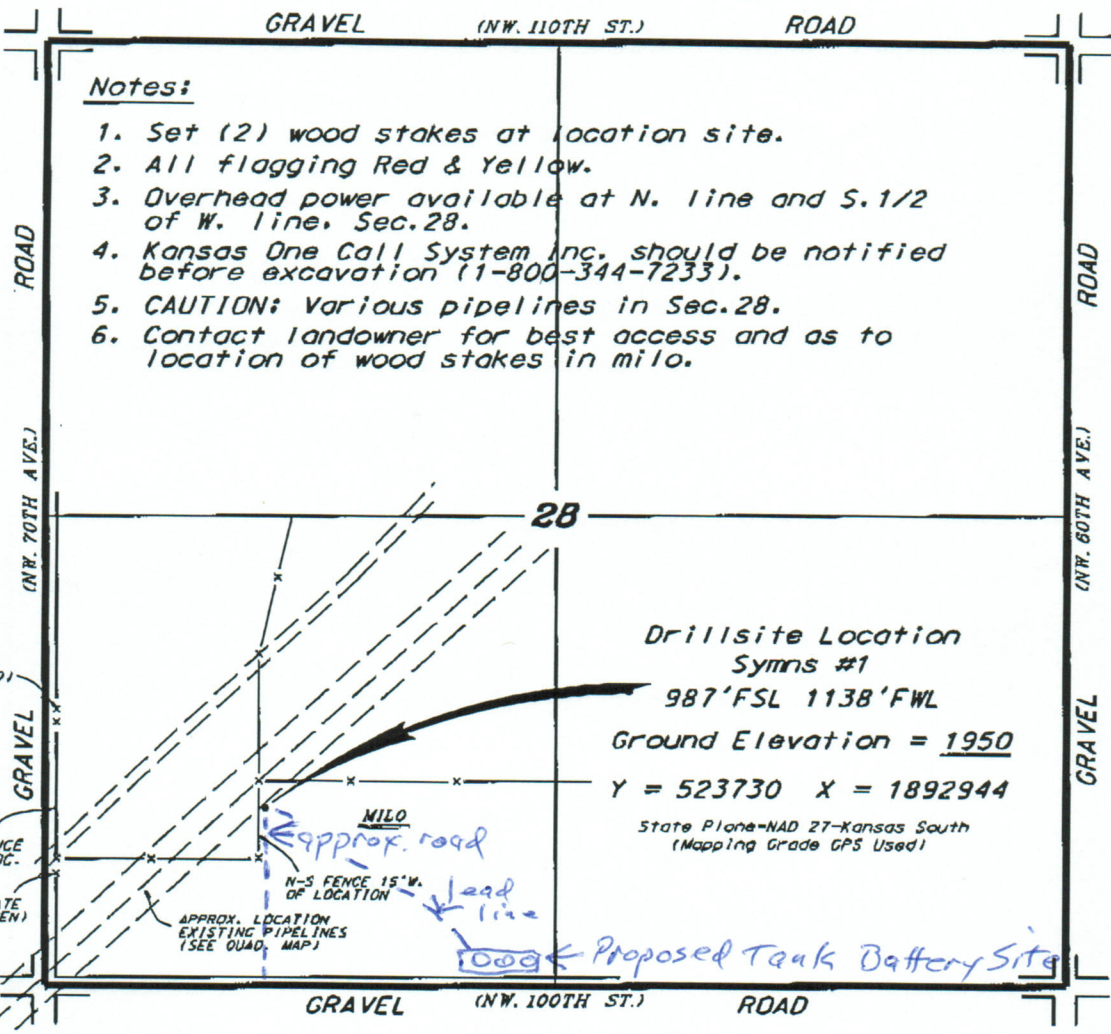 GRAVEL (NW. 110TH ST.) ROAD
Notes:
1. Set (2) wood stakes at location site.
2. All flagging Red & Yellow.
3. Overhead power available at N. line and S.1/2
of W. line, Sec.28.
4. Kansas One Call System Inc. should be notified
before excavation (1-800-344-7233).
5. CAUTION: Various pipelines in Sec.28.
6. Contact landowner for best access and as to
location of wood stakes in milo.
ROAD
(NW. 70TH AVE.)
GRAVEL
ROAD
(NW. 60TH AVE.)
GRAVEL
28
Drillsite Location
Symns #1
987'FSL 1138'FWL
Ground Elevation = 1950
Y = 523730 X = 1892944
State Plane-NAD 27-Kansas South
(Mapping Grade GPS Used)
MILO
approx. road
N-S FENCE 15'W.
OF LOCATION
lead
line
APPROX. LOCATION
EXISTING PIPELINES
(SEE QUAD. MAP)
Proposed Tank Battery Site
GRAVEL (NW. 100TH ST.) ROAD